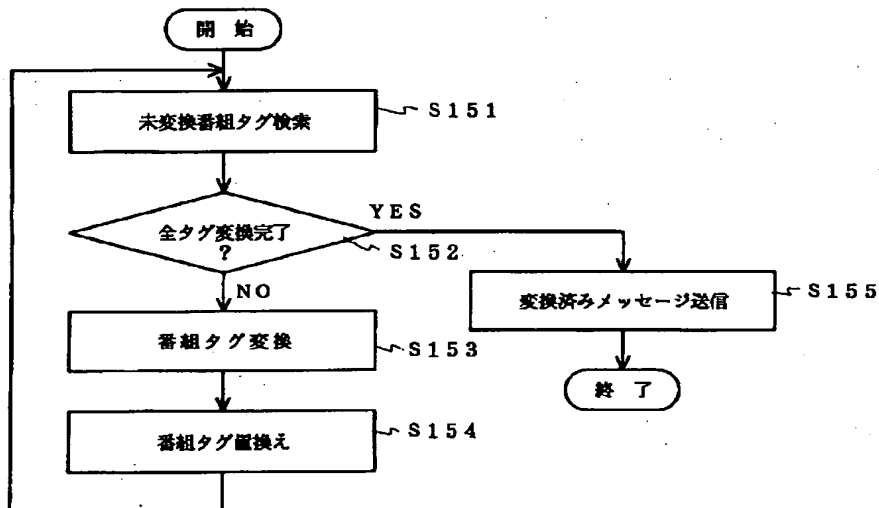 開 始
未変換番組タグ検索
S151
全タグ変換完了
?
YES
S152
NO
変換済みメッセージ送信
S155
番組タグ変換
S153
終 了
番組タグ置換え
S154